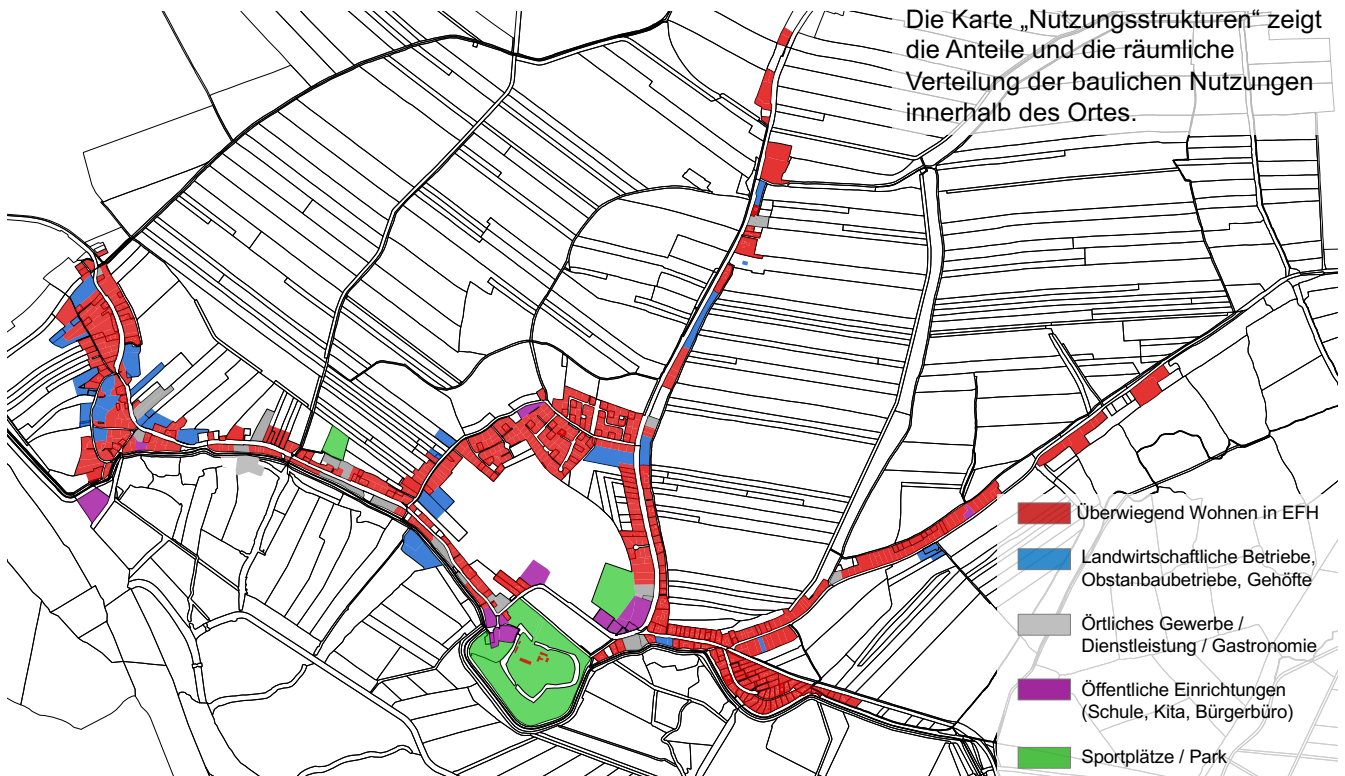 Die Karte „Nutzungsstrukturen“ zeigt
die Anteile und die räumliche
Verteilung der baulichen Nutzungen
innerhalb des Ortes.
Überwiegend Wohnen in EFH
Landwirtschaftliche Betriebe,
Obstanbaubetriebe, Gehöfte
Örtliches Gewerbe /
Dienstleistung / Gastronomie
Öffentliche Einrichtungen
(Schule, Kita, Bürgerbüro)
Sportplätze / Park